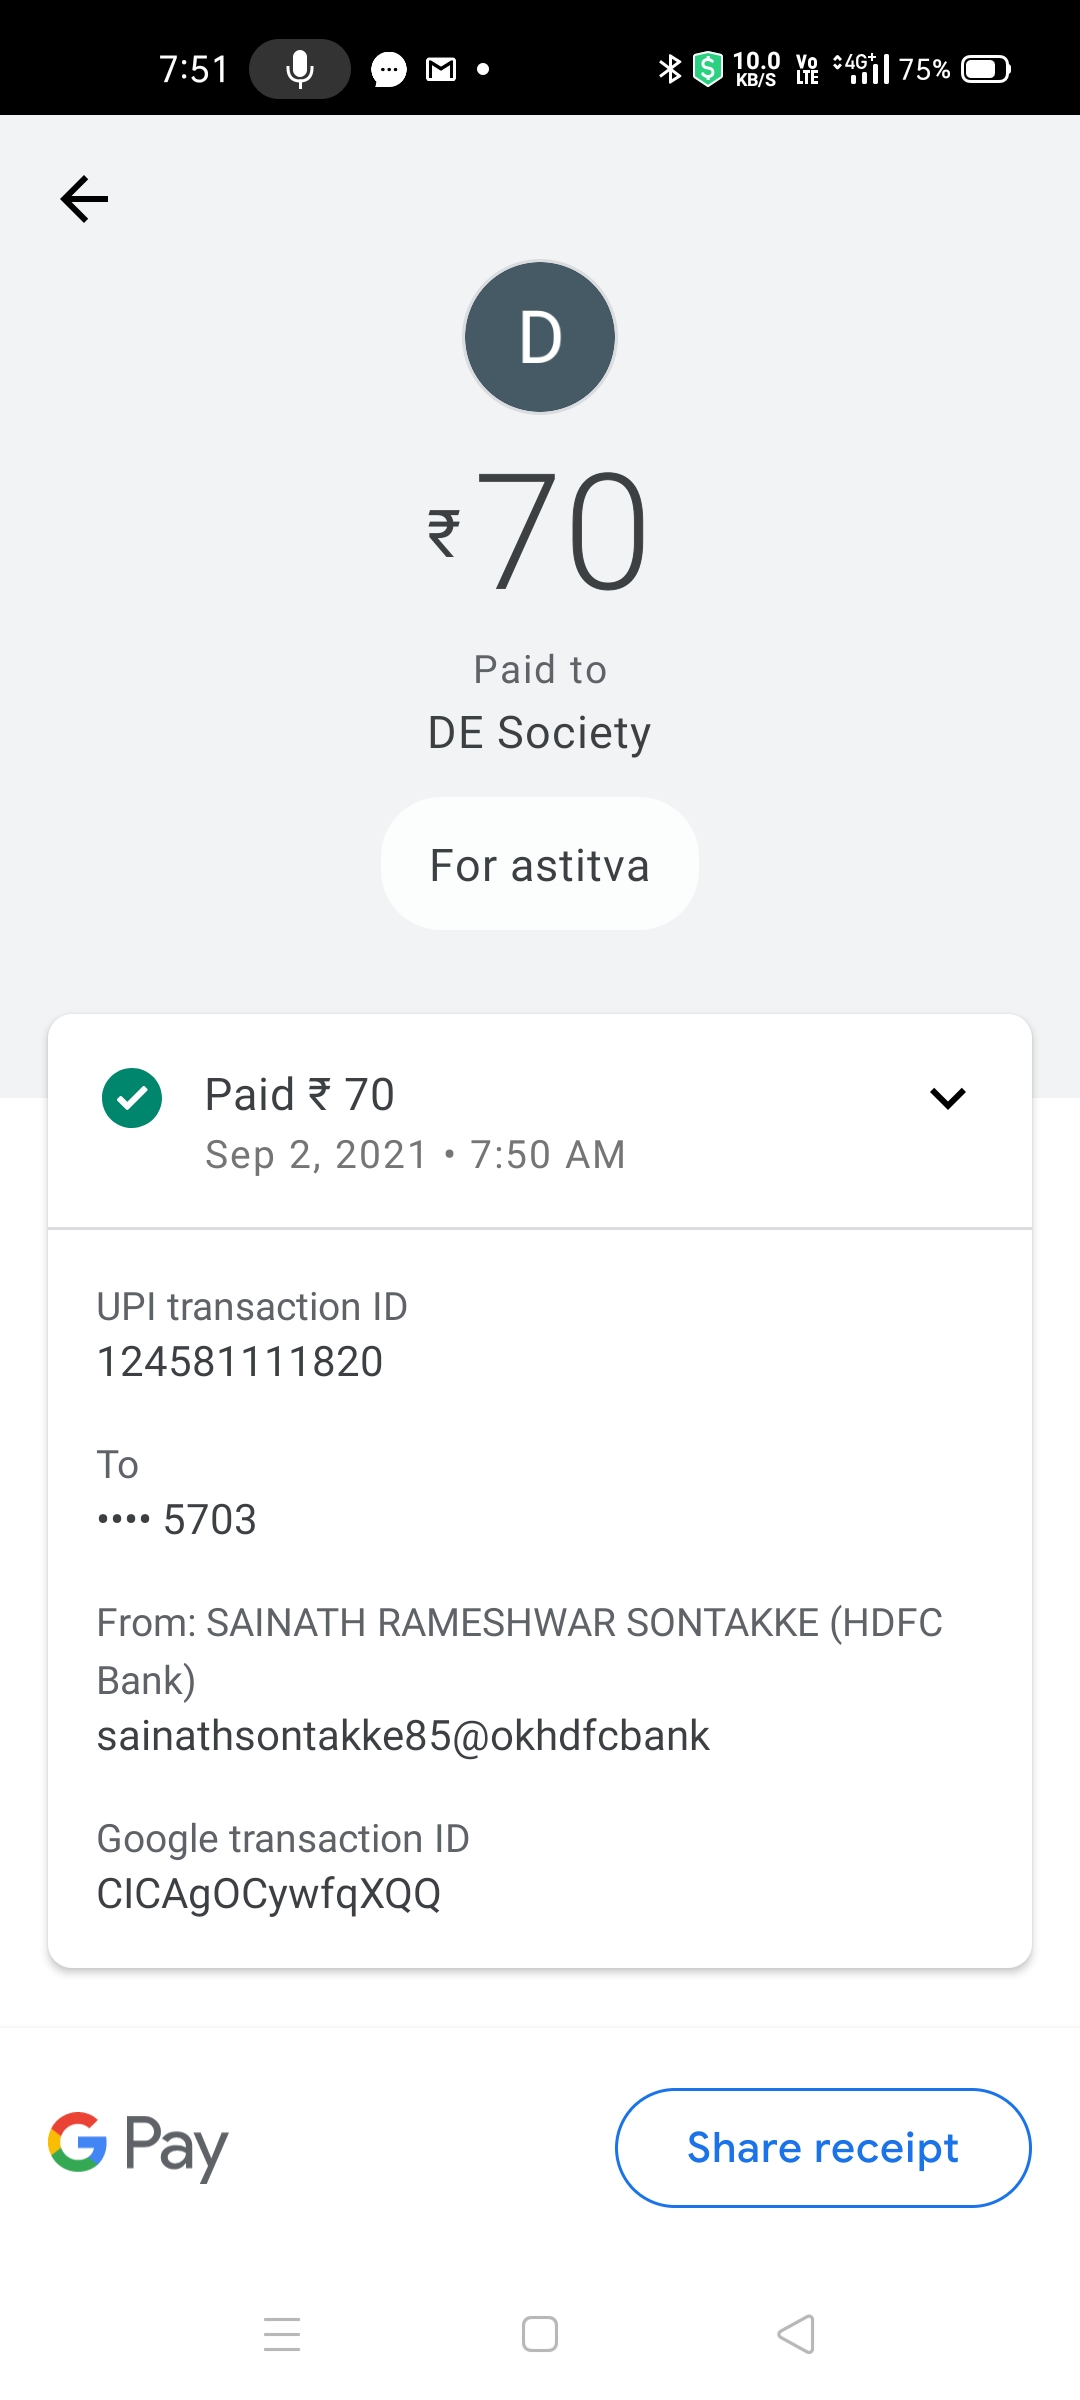 7:51 10.0 KB/S Vo LTE 4G+ 75%
D
₹70
Paid to
DE Society
For astitva
Paid ₹ 70
Sep 2, 2021 • 7:50 AM
UPI transaction ID
124581111820
To
•••• 5703
From: SAINATH RAMESHWAR SONTAKKE (HDFC
Bank)
sainathsontakke85@okhdfcbank
Google transaction ID
CICAgOCywfqXQQ
G Pay
Share receipt